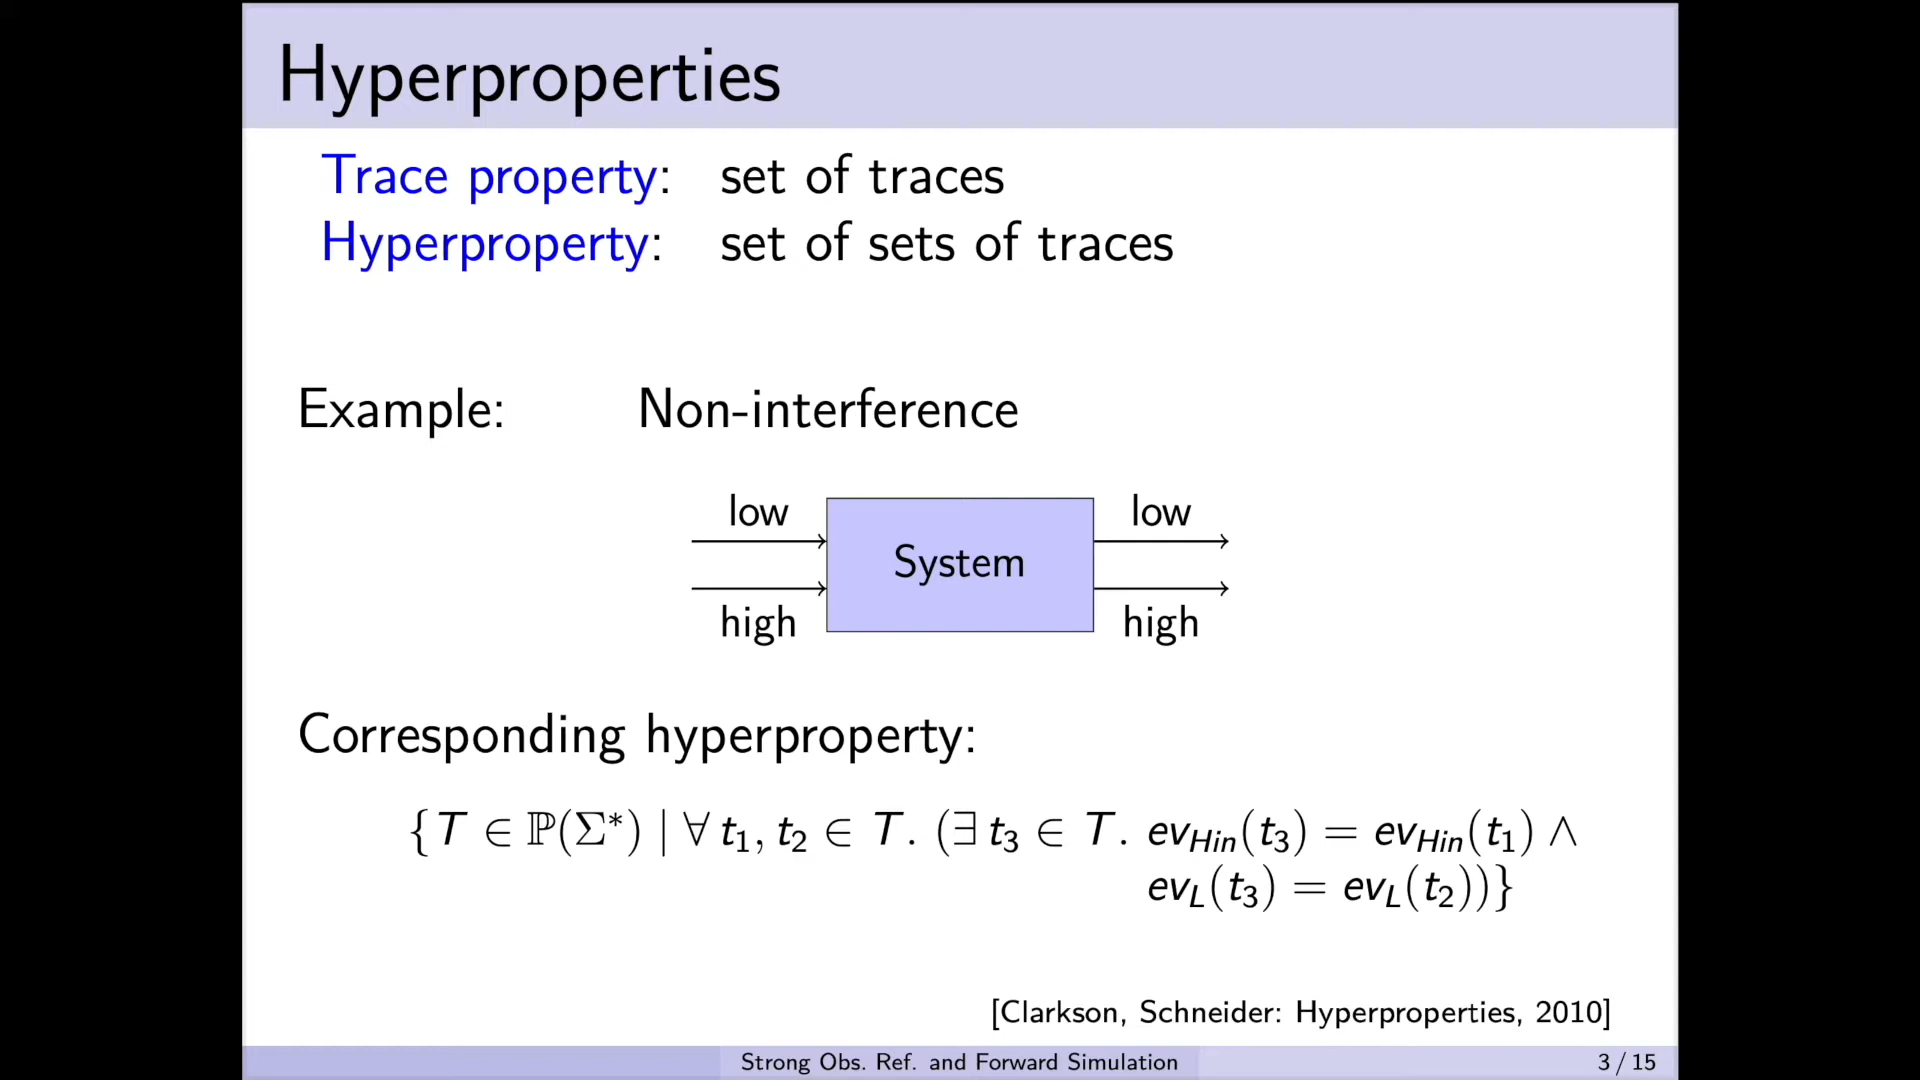 Hyperproperties
Trace property: set of traces
Hyperproperty: set of sets of traces
Example: Non-interference
low low
System
high high
Corresponding hyperproperty:
{T ∈ ℙ(Σ*) | ∀ t₁, t₂ ∈ T. (∃ t₃ ∈ T. ev_Hin(t₃) = ev_Hin(t₁) ∧
ev_L(t₃) = ev_L(t₂))}
[Clarkson, Schneider: Hyperproperties, 2010]
Strong Obs. Ref. and Forward Simulation 3 / 15